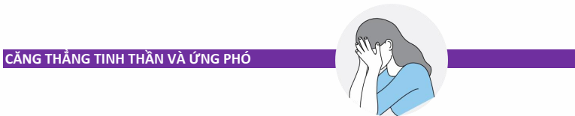 CĂNG THẲNG TINH THẦN VÀ ỨNG PHÓ